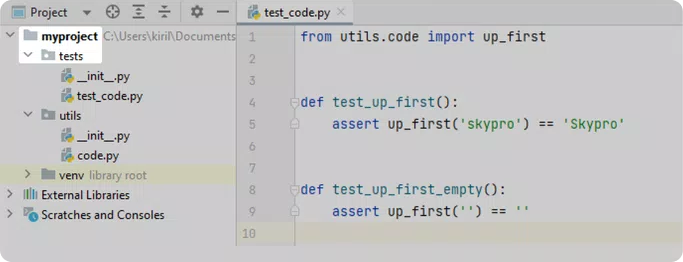 Project
myproject C:\Users\kiril\Documents
tests
__init__.py
test_code.py
utils
__init__.py
code.py
venv library root
External Libraries
Scratches and Consoles
test_code.py
1 from utils.code import up_first
2
3
4 def test_up_first():
5 assert up_first('skypro') == 'Skypro'
6
7
8 def test_up_first_empty():
9 assert up_first('') == ''
10